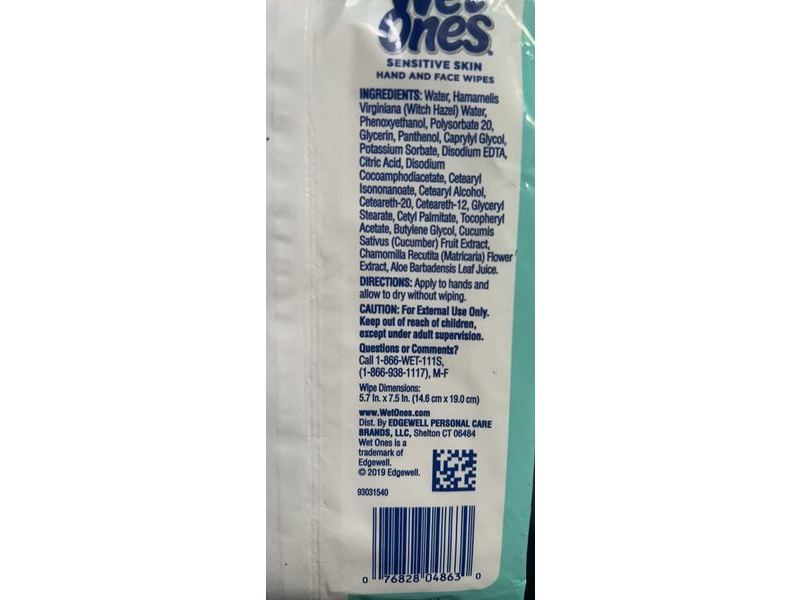 Wet
Ones
SENSITIVE SKIN
HAND AND FACE WIPES
INGREDIENTS: Water, Hamamelis
Virginiana (Witch Hazel) Water,
Phenoxyethanol, Polysorbate 20,
Glycerin, Panthenol, Caprylyl Glycol,
Potassium Sorbate, Disodium EDTA,
Citric Acid, Disodium
Cocoamphodiacetate, Cetearyl
Isononanoate, Cetearyl Alcohol,
Ceteareth-20, Ceteareth-12, Glyceryl
Stearate, Cetyl Palmitate, Tocopheryl
Acetate, Butylene Glycol, Cucumis
Sativus (Cucumber) Fruit Extract,
Chamomilla Recutita (Matricaria) Flower
Extract, Aloe Barbadensis Leaf Juice.
DIRECTIONS: Apply to hands and
allow to dry without wiping.
CAUTION: For External Use Only.
Keep out of reach of children,
except under adult supervision.
Questions or Comments?
Call 1-866-WET-111S,
(1-866-938-1117), M-F
Wipe Dimensions:
5.7 in. x 7.5 in. (14.6 cm x 19.0 cm)
www.WetOnes.com
Dist. By EDGEWELL PERSONAL CARE
BRANDS, LLC, Shelton CT 06484
Wet Ones is a
trademark of
Edgewell.
© 2019 Edgewell.
93031540
0 76828 04863 0